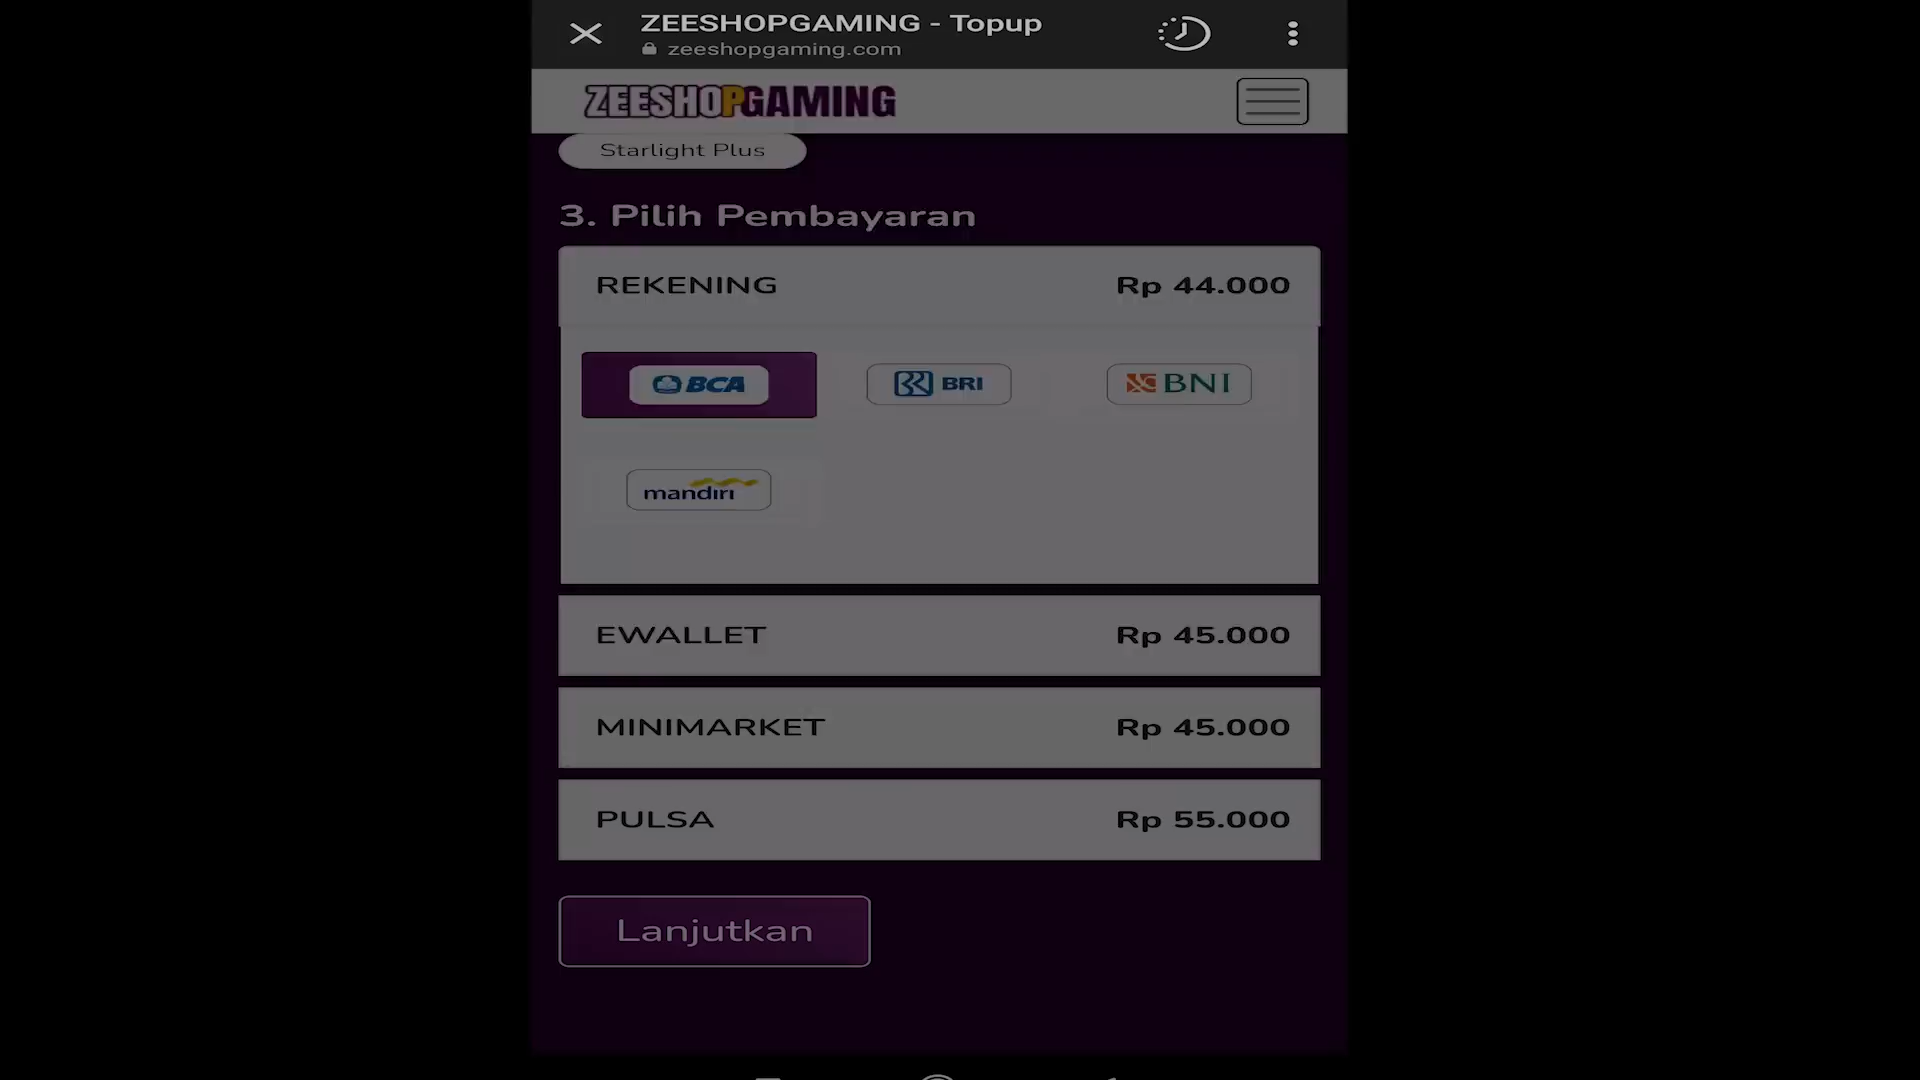 ZEESHOPGAMING - Topup
zeeshopgaming.com
ZEESHOPGAMING
Starlight Plus
3. Pilih Pembayaran
REKENING Rp 44.000
BCA BRI BNI
mandiri
EWALLET Rp 45.000
MINIMARKET Rp 45.000
PULSA Rp 55.000
Lanjutkan